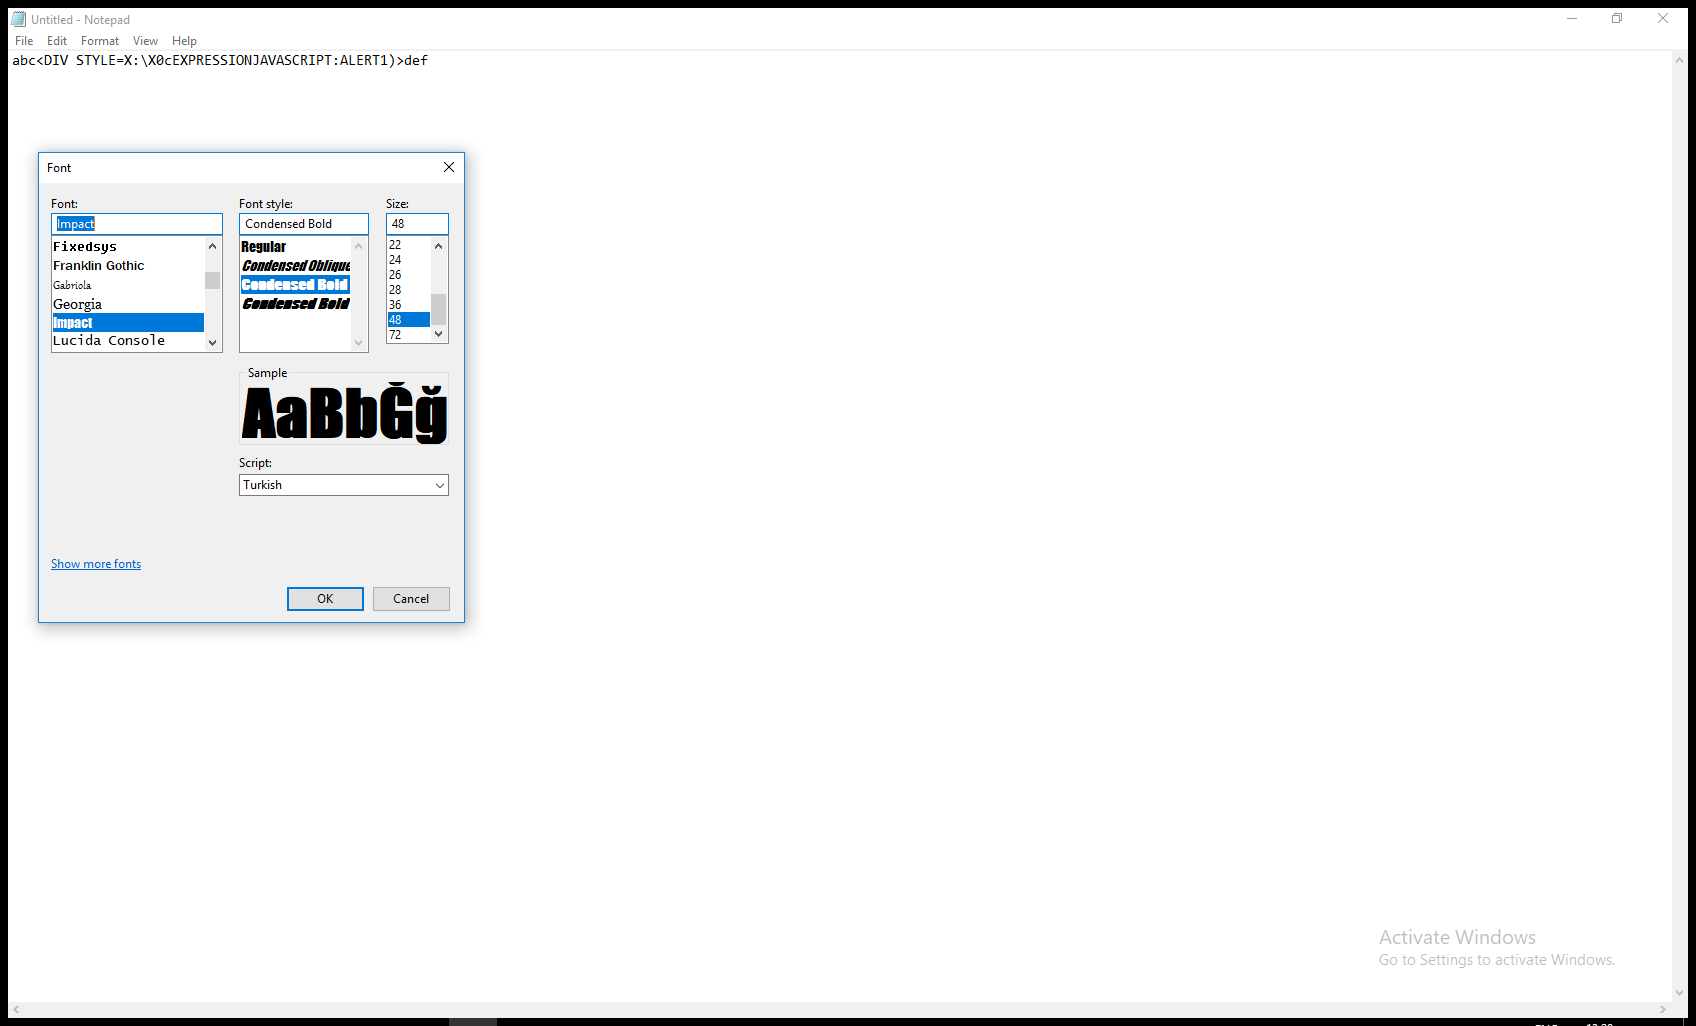 Untitled - Notepad
File Edit Format View Help
abc<DIV STYLE=X:\X0cEXPRESSIONJAVASCRIPT:ALERT1)>def
Font
Font: Font style: Size:
Impact Condensed Bold 48
Fixedsys
Franklin Gothic
Gabriola
Georgia
Impact
Lucida Console
Regular
Condensed Oblique
Condensed Bold
Condensed Bold
22
24
26
28
36
48
72
Sample
AaBbĞğ
Script:
Turkish
Show more fonts
OK Cancel
Activate Windows
Go to Settings to activate Windows.